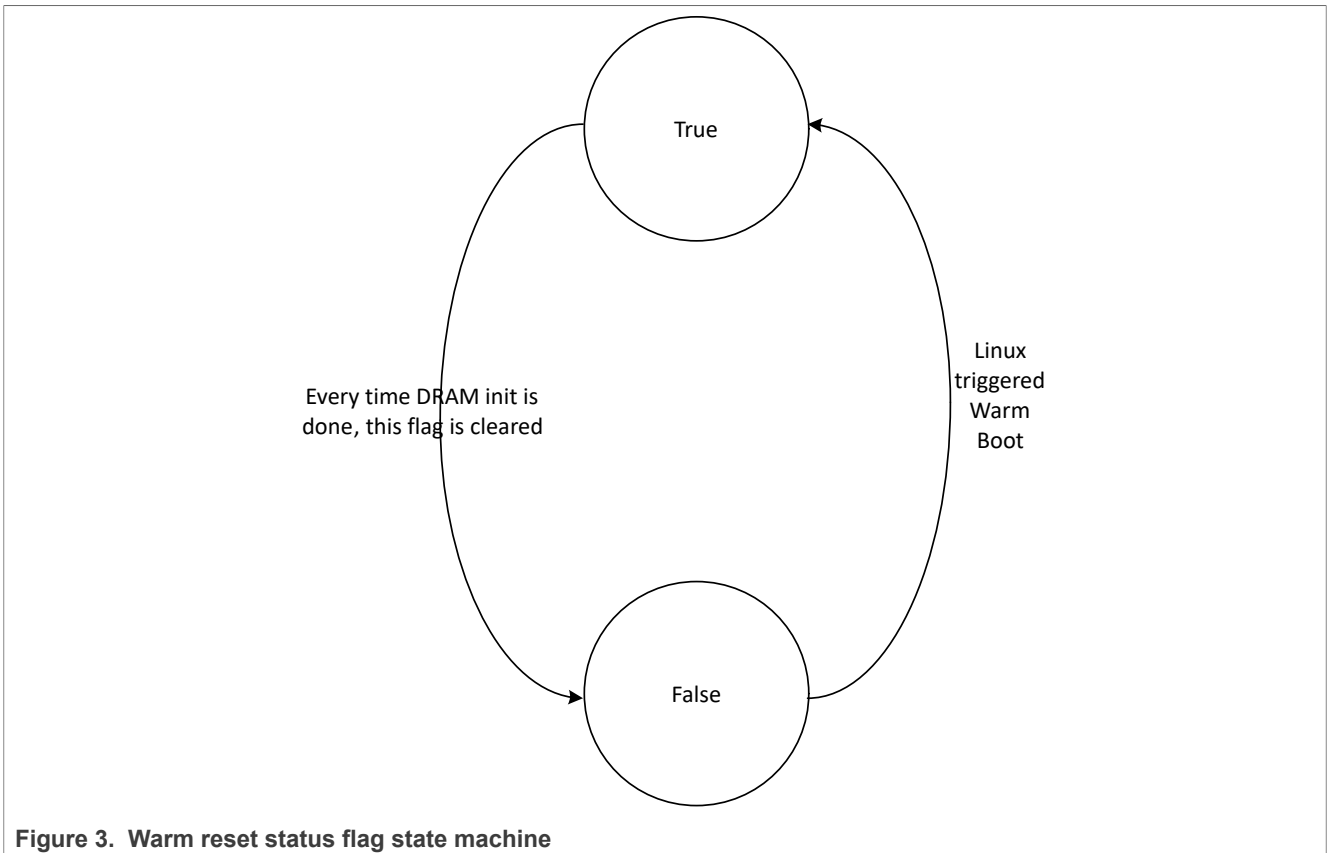 True
Every time DRAM init is
done, this flag is cleared
Linux
triggered
Warm
Boot
False
Figure 3. Warm reset status flag state machine